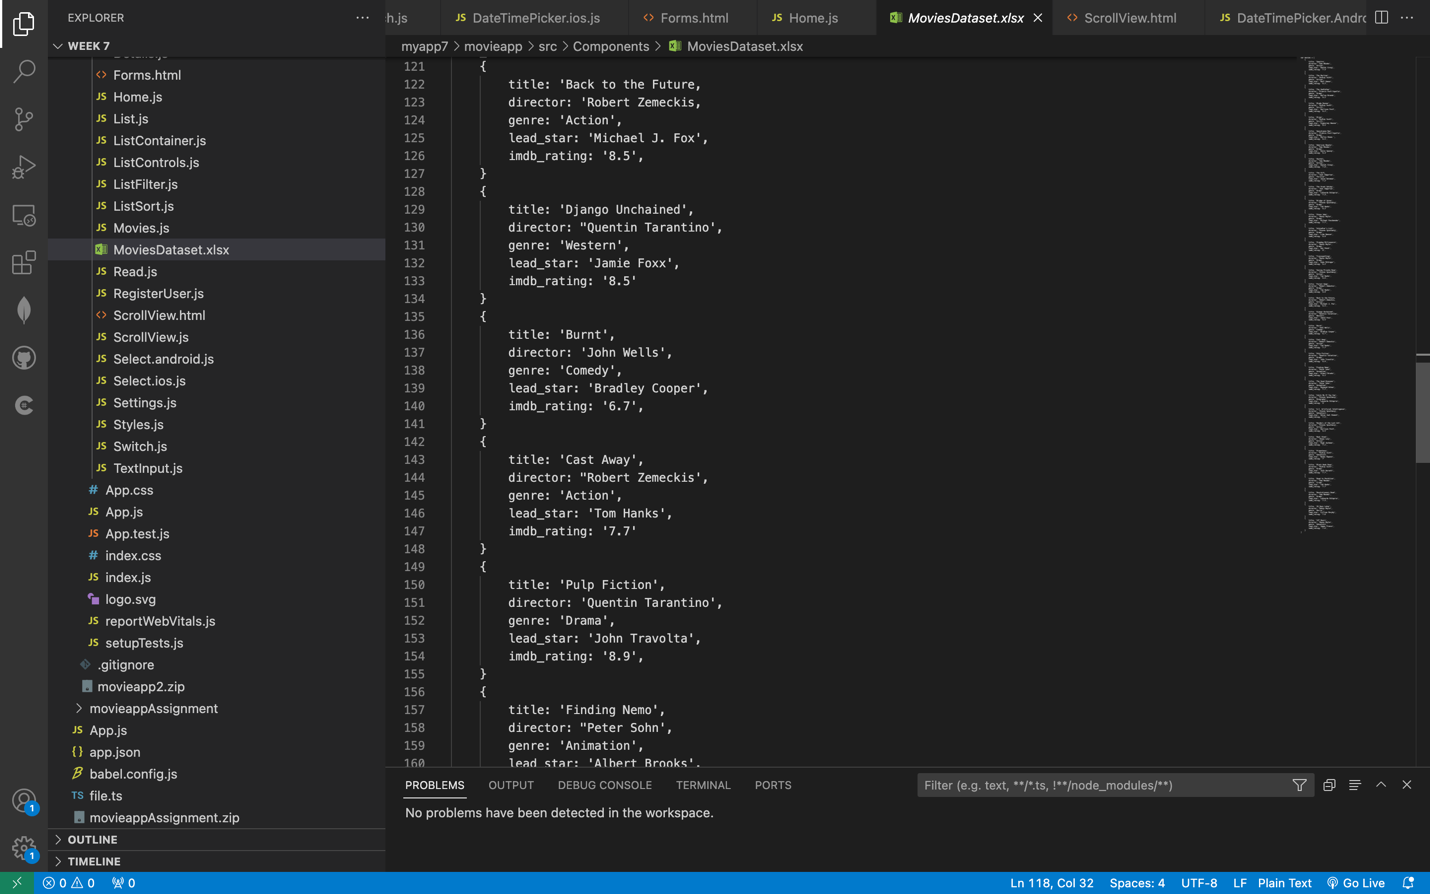 EXPLORER
WEEK 7
Forms.html
Home.js
List.js
ListContainer.js
ListControls.js
ListFilter.js
ListSort.js
Movies.js
MoviesDataset.xlsx
Read.js
RegisterUser.js
ScrollView.html
ScrollView.js
Select.android.js
Select.ios.js
Settings.js
Styles.js
Switch.js
TextInput.js
App.css
App.js
App.test.js
index.css
index.js
logo.svg
reportWebVitals.js
setupTests.js
.gitignore
movieapp2.zip
movieappAssignment
App.js
app.json
babel.config.js
file.ts
movieappAssignment.zip
OUTLINE
TIMELINE
h.js DateTimePicker.ios.js Forms.html Home.js MoviesDataset.xlsx ScrollView.html DateTimePicker.Andro
myapp7 > movieapp > src > Components > MoviesDataset.xlsx
121 {
122 title: 'Back to the Future,
123 director: 'Robert Zemeckis,
124 genre: 'Action',
125 lead_star: 'Michael J. Fox',
126 imdb_rating: '8.5',
127 }
128 {
129 title: 'Django Unchained',
130 director: "Quentin Tarantino',
131 genre: 'Western',
132 lead_star: 'Jamie Foxx',
133 imdb_rating: '8.5'
134 }
135 {
136 title: 'Burnt',
137 director: 'John Wells',
138 genre: 'Comedy',
139 lead_star: 'Bradley Cooper',
140 imdb_rating: '6.7',
141 }
142 {
143 title: 'Cast Away',
144 director: "Robert Zemeckis',
145 genre: 'Action',
146 lead_star: 'Tom Hanks',
147 imdb_rating: '7.7'
148 }
149 {
150 title: 'Pulp Fiction',
151 director: 'Quentin Tarantino',
152 genre: 'Drama',
153 lead_star: 'John Travolta',
154 imdb_rating: '8.9',
155 }
156 {
157 title: 'Finding Nemo',
158 director: "Peter Sohn',
159 genre: 'Animation',
160 lead_star: 'Albert Brooks',
PROBLEMS OUTPUT DEBUG CONSOLE TERMINAL PORTS Filter (e.g. text, **/*.ts, !**/node_modules/**)
No problems have been detected in the workspace.
1
1
0 0 0 Ln 118, Col 32 Spaces: 4 UTF-8 LF Plain Text Go Live